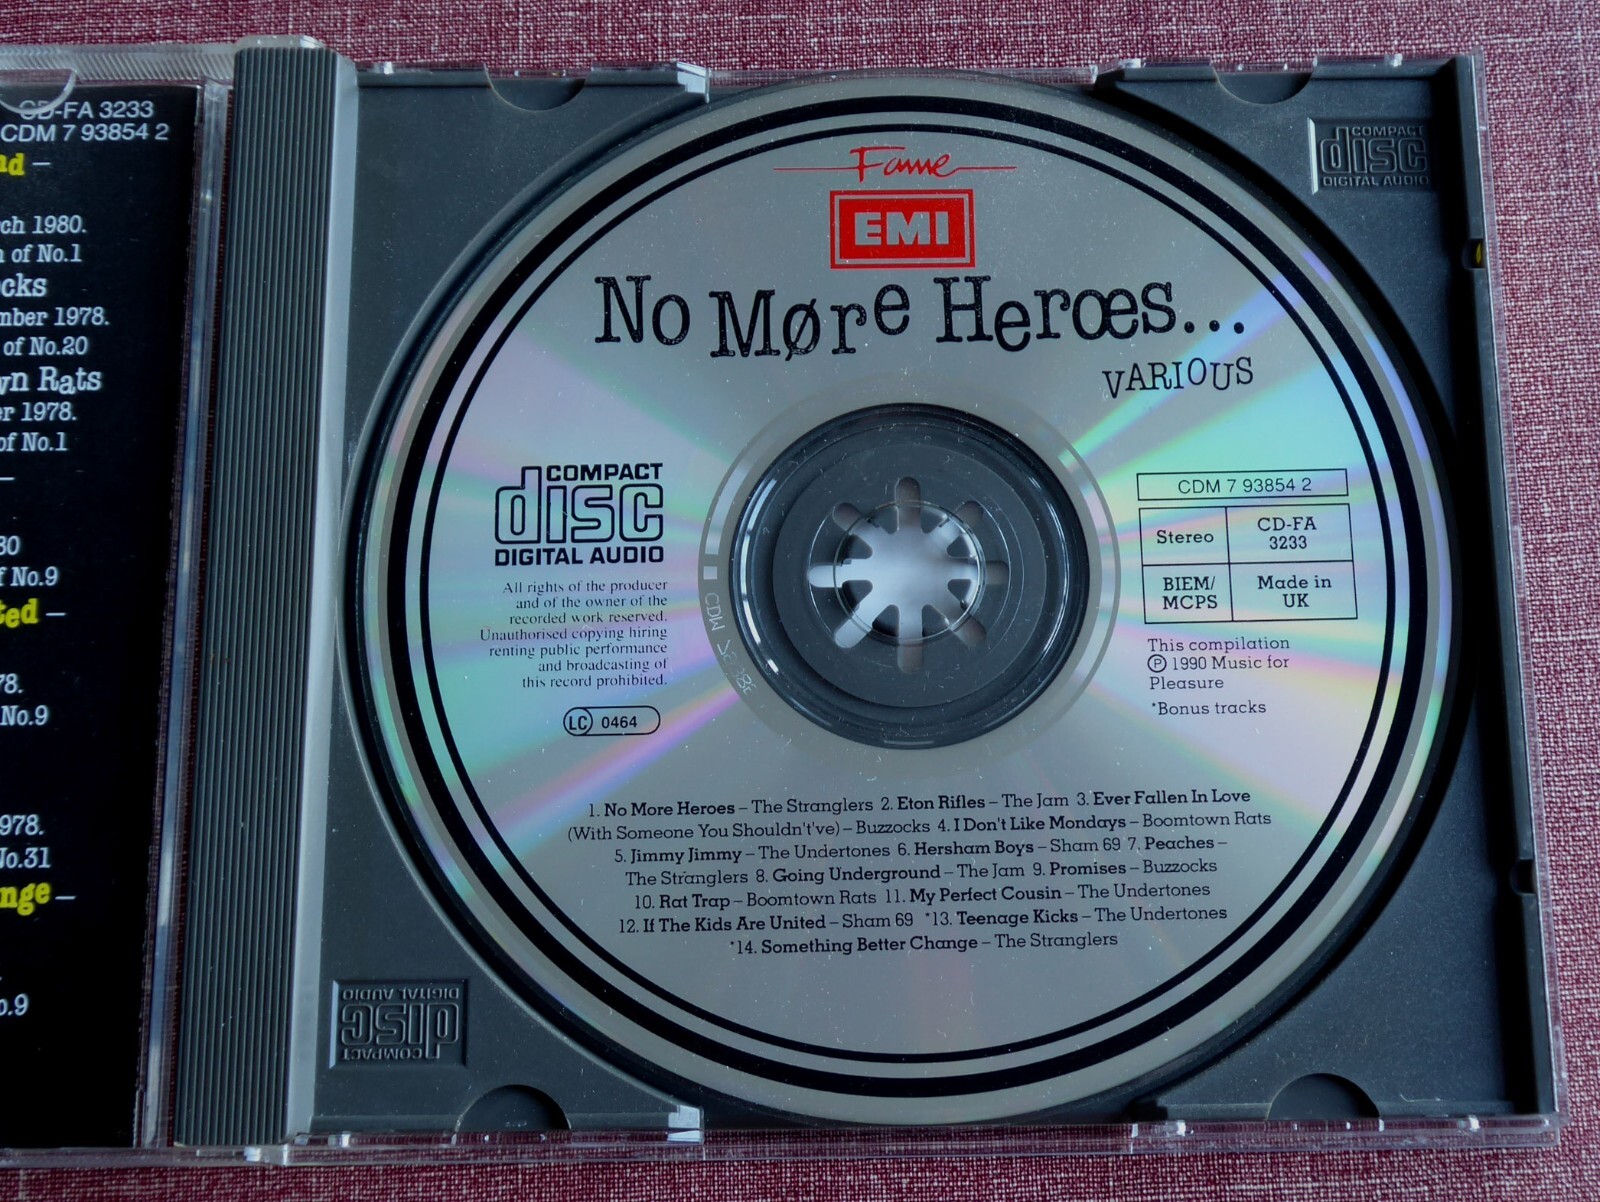 CD-FA 3233
CDM 7 93854 2
nd –
ch 1980.
n of No.1
cks
mber 1978.
of No.20
wn Rats
er 1978.
of No.1
–
80
f No.9
ted –
78.
No.9
978.
No.31
nge –
o.9
COMPACT
disc
DIGITAL AUDIO
Fame
EMI
No Møre Herœs...
VARIOUS
COMPACT
disc
DIGITAL AUDIO
All rights of the producer
and of the owner of the
recorded work reserved.
Unauthorised copying hiring
renting public performance
and broadcasting of
this record prohibited.
LC 0464
CDM 7 93854 2
Stereo
CD-FA
3233
BIEM/
MCPS
Made in
UK
This compilation
℗ 1990 Music for
Pleasure
*Bonus tracks
1. No More Heroes – The Stranglers 2. Eton Rifles – The Jam 3. Ever Fallen In Love
(With Someone You Shouldn't've) – Buzzocks 4. I Don't Like Mondays – Boomtown Rats
5. Jimmy Jimmy – The Undertones 6. Hersham Boys – Sham 69 7. Peaches –
The Stranglers 8. Going Underground – The Jam 9. Promises – Buzzocks
10. Rat Trap – Boomtown Rats 11. My Perfect Cousin – The Undertones
12. If The Kids Are United – Sham 69 *13. Teenage Kicks – The Undertones
*14. Something Better Change – The Stranglers
COMPACT
disc
DIGITAL AUDIO